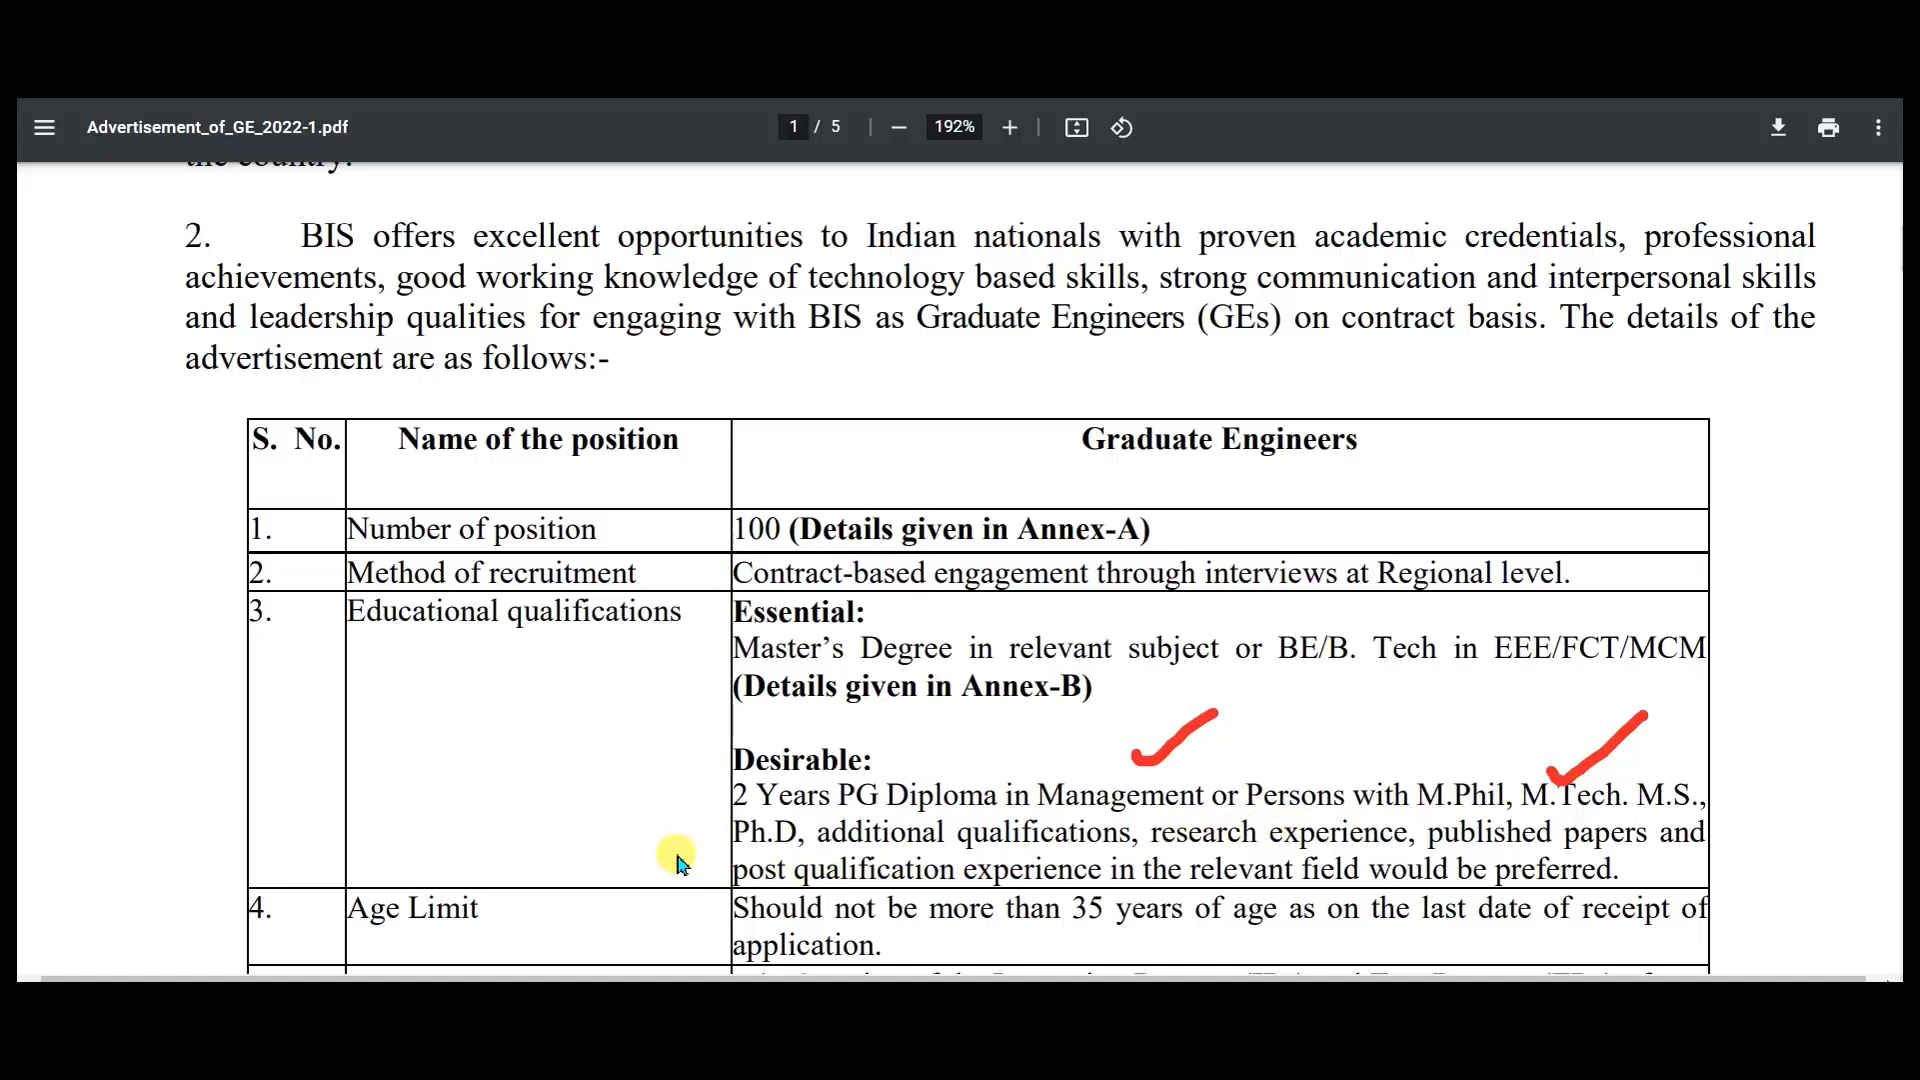 Advertisement_of_GE_2022-1.pdf
1 / 5
192%
the country.
2. BIS offers excellent opportunities to Indian nationals with proven academic credentials, professional
achievements, good working knowledge of technology based skills, strong communication and interpersonal skills
and leadership qualities for engaging with BIS as Graduate Engineers (GEs) on contract basis. The details of the
advertisement are as follows:-
S. No. Name of the position Graduate Engineers
1. Number of position 100 (Details given in Annex-A)
2. Method of recruitment Contract-based engagement through interviews at Regional level.
3. Educational qualifications Essential:
Master’s Degree in relevant subject or BE/B. Tech in EEE/FCT/MCM
(Details given in Annex-B)
Desirable:
2 Years PG Diploma in Management or Persons with M.Phil, M.Tech. M.S.,
Ph.D, additional qualifications, research experience, published papers and
post qualification experience in the relevant field would be preferred.
4. Age Limit Should not be more than 35 years of age as on the last date of receipt of
application.